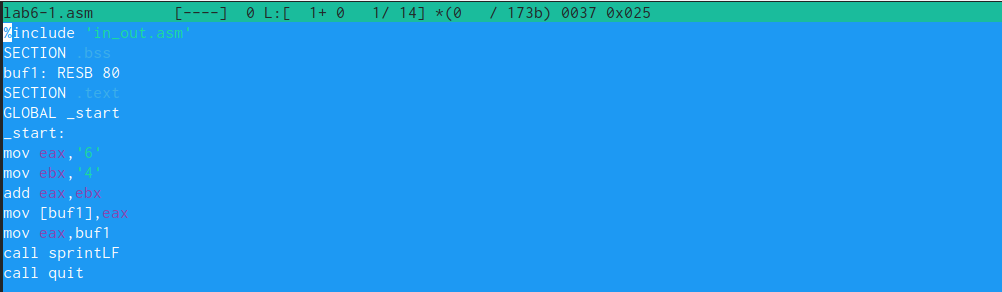 lab6-1.asm [----] 0 L:[ 1+ 0 1/ 14] *(0 / 173b) 0037 0x025
%include 'in_out.asm'
SECTION .bss
buf1: RESB 80
SECTION .text
GLOBAL _start
_start:
mov eax,'6'
mov ebx,'4'
add eax,ebx
mov [buf1],eax
mov eax,buf1
call sprintLF
call quit